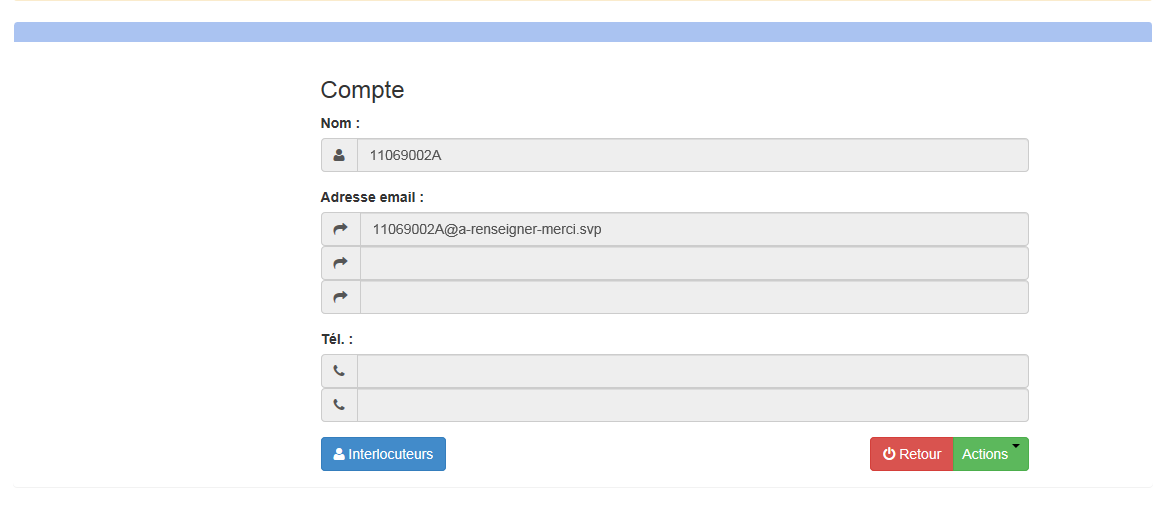 Compte
Nom :
11069002A
Adresse email :
11069002A@a-renseigner-merci.svp
Tél. :
Interlocuteurs
Retour
Actions